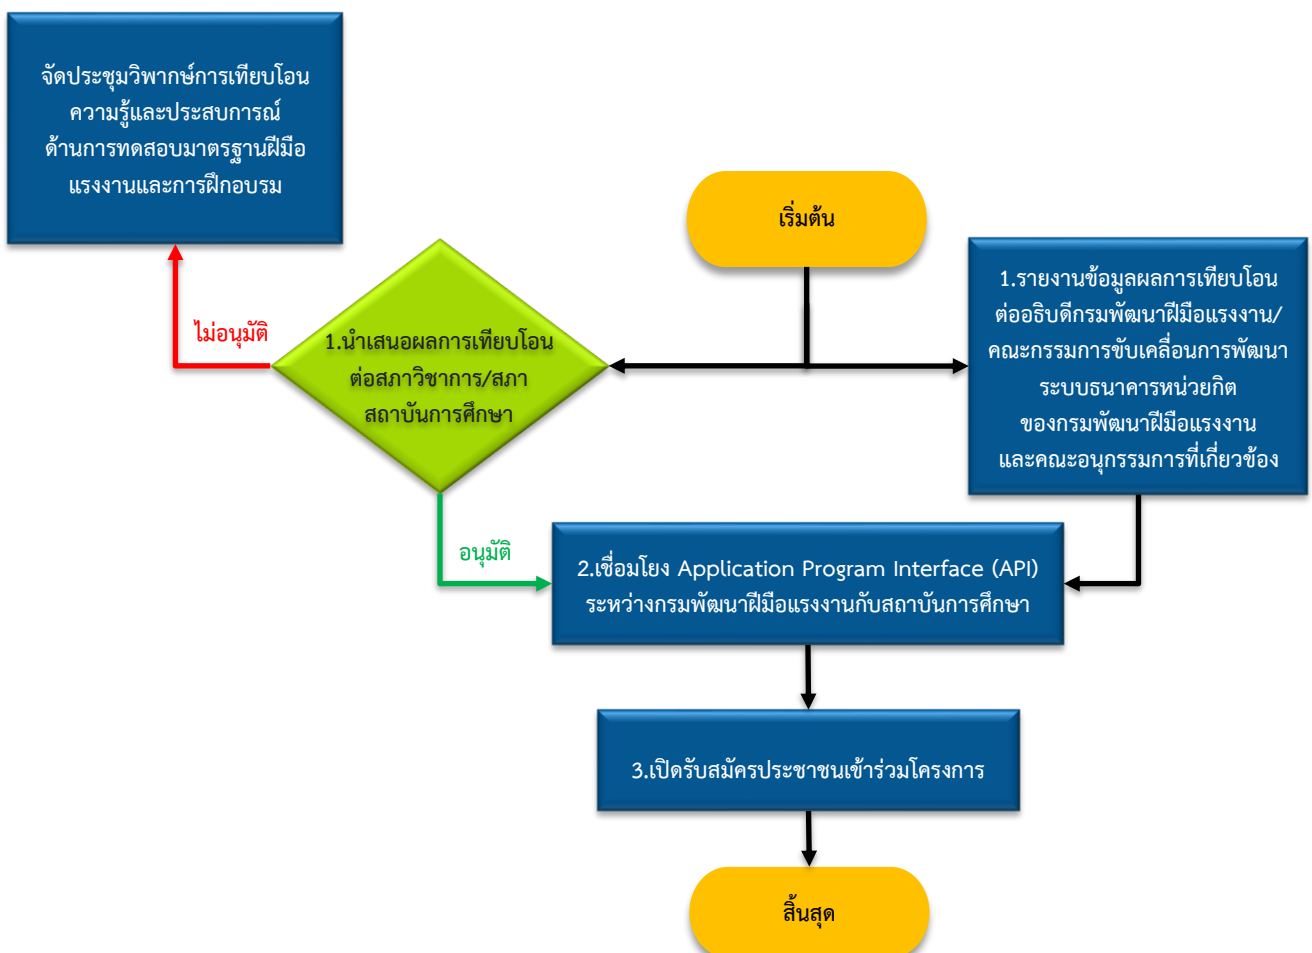 จัดประชุมวิพากษ์การเทียบโอน
ความรู้และประสบการณ์
ด้านการทดสอบมาตรฐานฝีมือ
แรงงานและการฝึกอบรม
เริ่มต้น
ไม่อนุมัติ
1.นำเสนอผลการเทียบโอน
ต่อสภาวิชาการ/สภา
สถาบันการศึกษา
1.รายงานข้อมูลผลการเทียบโอน
ต่ออธิบดีกรมพัฒนาฝีมือแรงงาน/
คณะกรรมการขับเคลื่อนการพัฒนา
ระบบธนาคารหน่วยกิต
ของกรมพัฒนาฝีมือแรงงาน
และคณะอนุกรรมการที่เกี่ยวข้อง
อนุมัติ
2.เชื่อมโยง Application Program Interface (API)
ระหว่างกรมพัฒนาฝีมือแรงงานกับสถาบันการศึกษา
3.เปิดรับสมัครประชาชนเข้าร่วมโครงการ
สิ้นสุด